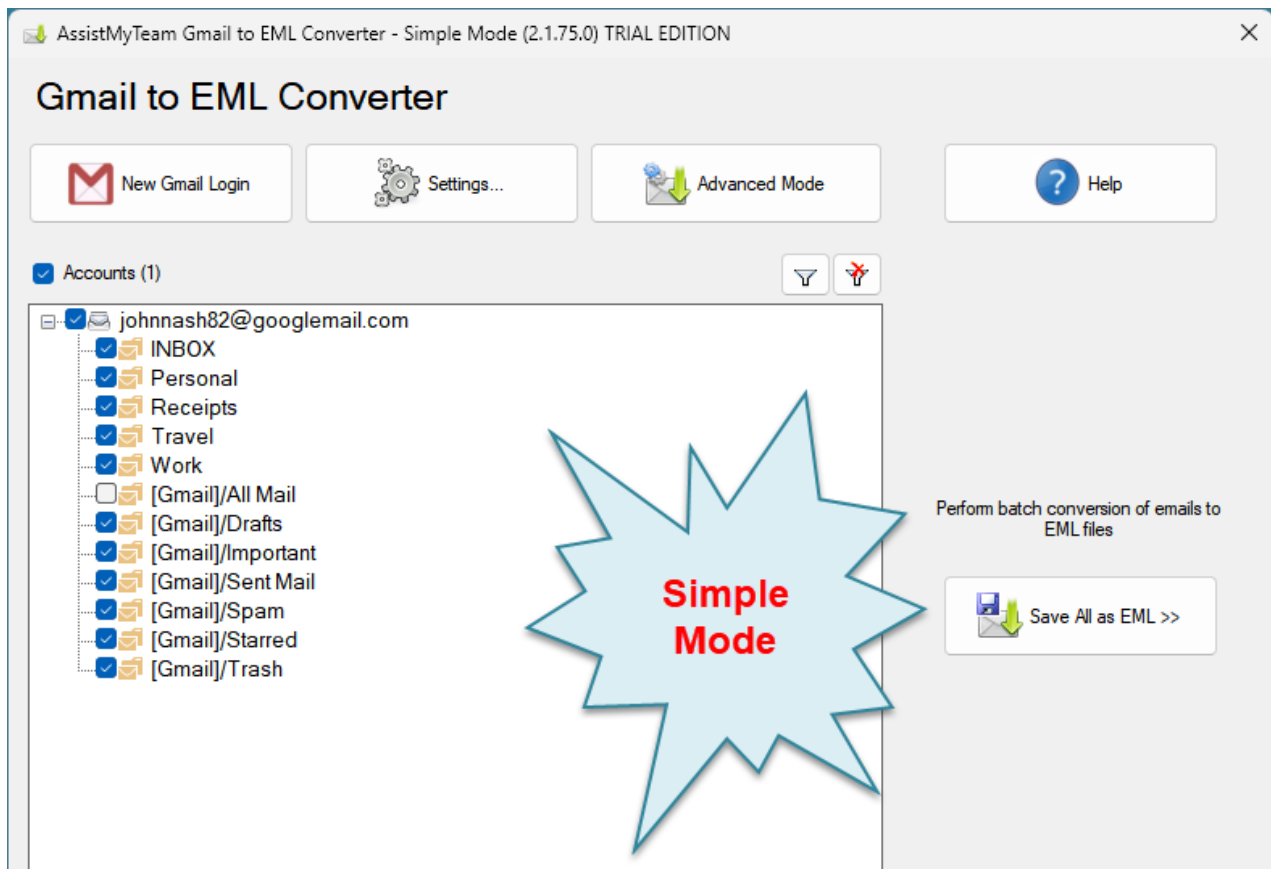 AssistMyTeam Gmail to EML Converter - Simple Mode (2.1.75.0) TRIAL EDITION
Gmail to EML Converter
New Gmail Login
Settings...
Advanced Mode
Help
Accounts (1)
johnnash82@googlemail.com
INBOX
Personal
Receipts
Travel
Work
[Gmail]/All Mail
[Gmail]/Drafts
[Gmail]/Important
[Gmail]/Sent Mail
[Gmail]/Spam
[Gmail]/Starred
[Gmail]/Trash
Simple
Mode
Perform batch conversion of emails to
EML files
Save All as EML >>